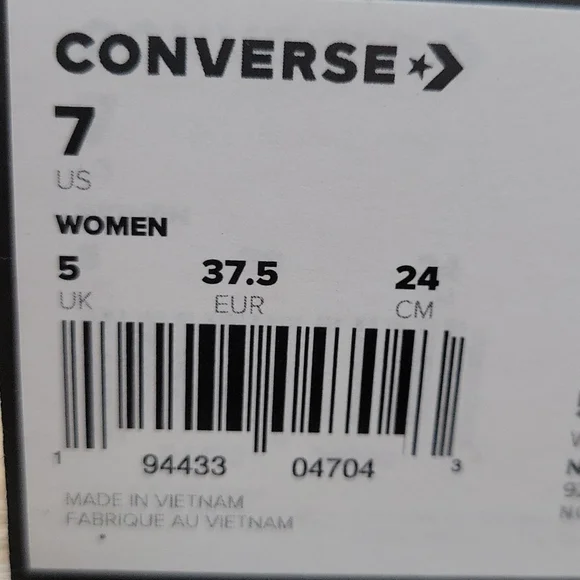 CONVERSE
7
US
WOMEN
5 37.5 24
UK EUR CM
1 94433 04704 3
MADE IN VIETNAM
FABRIQUE AU VIETNAM